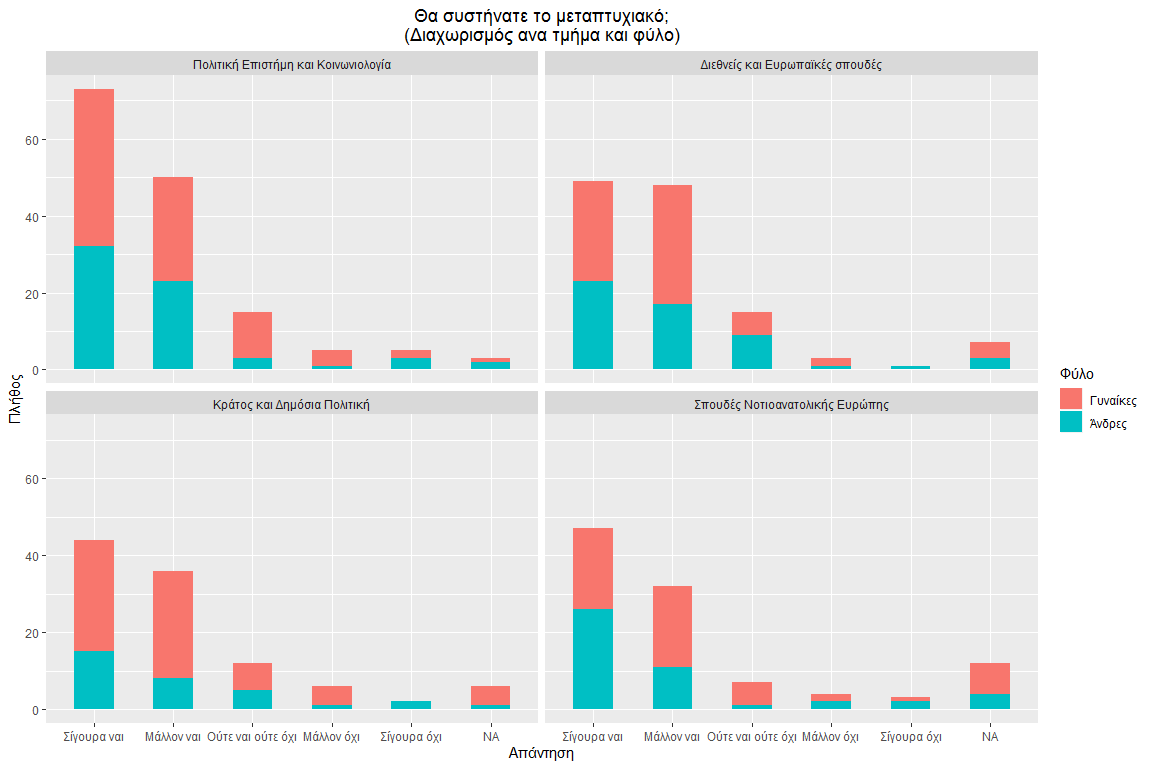 Θα συστήνατε το μεταπτυχιακό;
(Διαχωρισμός ανα τμήμα και φύλο)
Πολιτική Επιστήμη και Κοινωνιολογία
Διεθνείς και Ευρωπαϊκές σπουδές
60
40
20
0
Κράτος και Δημόσια Πολιτική
Σπουδές Νοτιοανατολικής Ευρώπης
60
40
20
0
Πλήθος
Σίγουρα ναι Μάλλον ναι Ούτε ναι ούτε όχι Μάλλον όχι Σίγουρα όχι NA
Σίγουρα ναι Μάλλον ναι Ούτε ναι ούτε όχι Μάλλον όχι Σίγουρα όχι NA
Απάντηση
Φύλο
Γυναίκες
Άνδρες